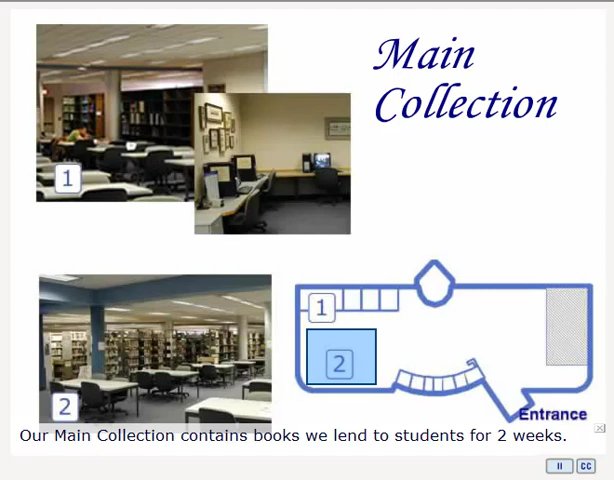 Main
Collection
1
2
1
2
Entrance
Our Main Collection contains books we lend to students for 2 weeks.
CC